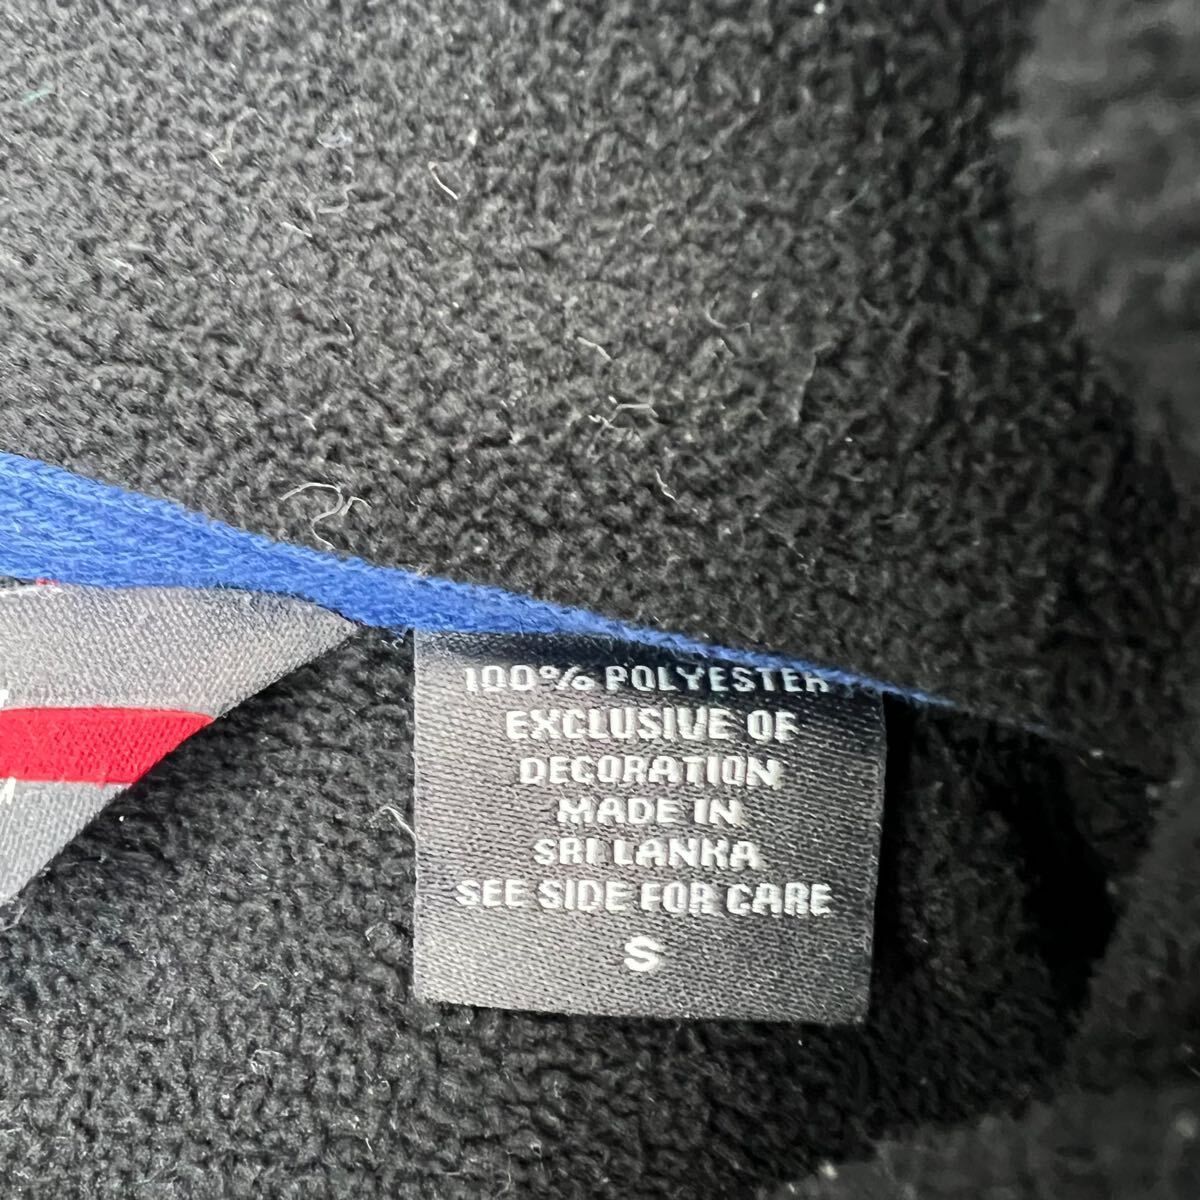 100% POLYESTER
EXCLUSIVE OF
DECORATION
MADE IN
SRI LANKA
SEE SIDE FOR CARE
S